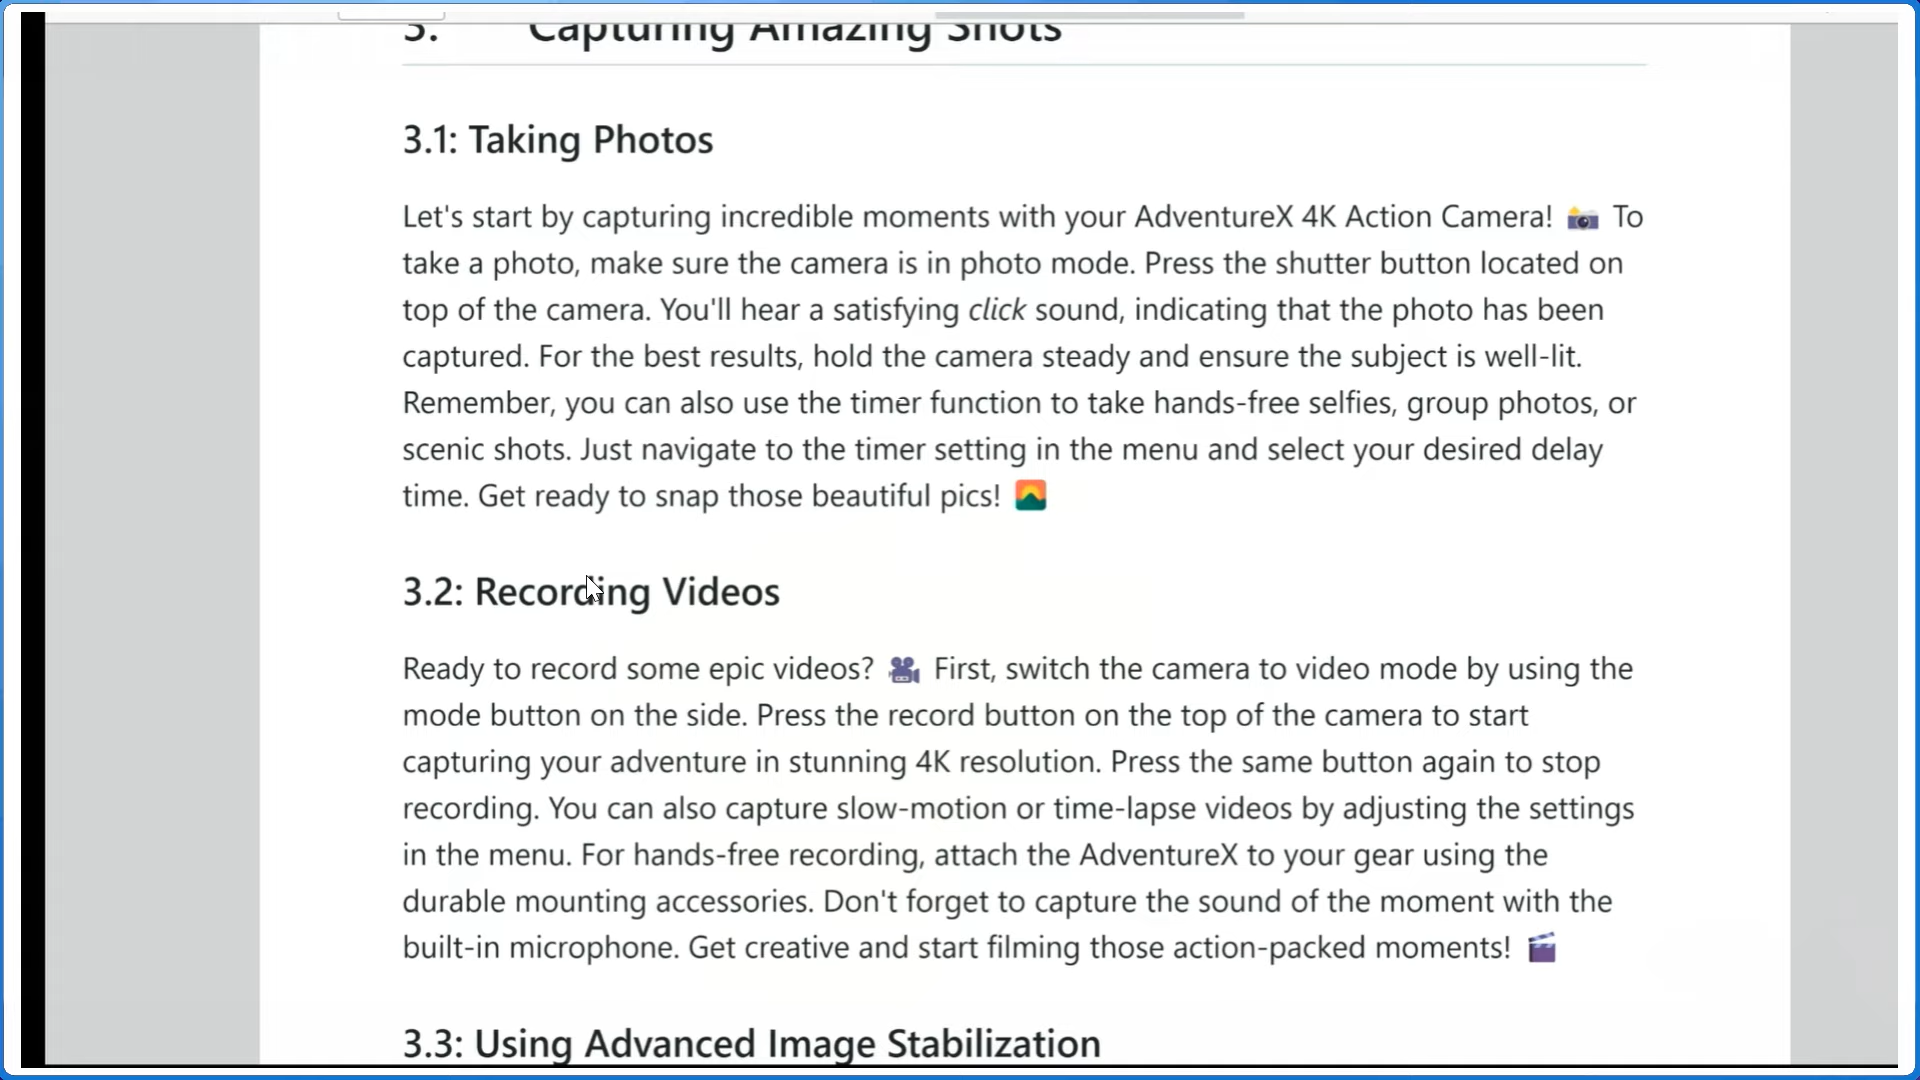 3. Capturing Amazing Shots
3.1: Taking Photos
Let's start by capturing incredible moments with your AdventureX 4K Action Camera! 📸 To
take a photo, make sure the camera is in photo mode. Press the shutter button located on
top of the camera. You'll hear a satisfying click sound, indicating that the photo has been
captured. For the best results, hold the camera steady and ensure the subject is well-lit.
Remember, you can also use the timer function to take hands-free selfies, group photos, or
scenic shots. Just navigate to the timer setting in the menu and select your desired delay
time. Get ready to snap those beautiful pics! 🌄
3.2: Recording Videos
Ready to record some epic videos? 🎥 First, switch the camera to video mode by using the
mode button on the side. Press the record button on the top of the camera to start
capturing your adventure in stunning 4K resolution. Press the same button again to stop
recording. You can also capture slow-motion or time-lapse videos by adjusting the settings
in the menu. For hands-free recording, attach the AdventureX to your gear using the
durable mounting accessories. Don't forget to capture the sound of the moment with the
built-in microphone. Get creative and start filming those action-packed moments! 🎬
3.3: Using Advanced Image Stabilization